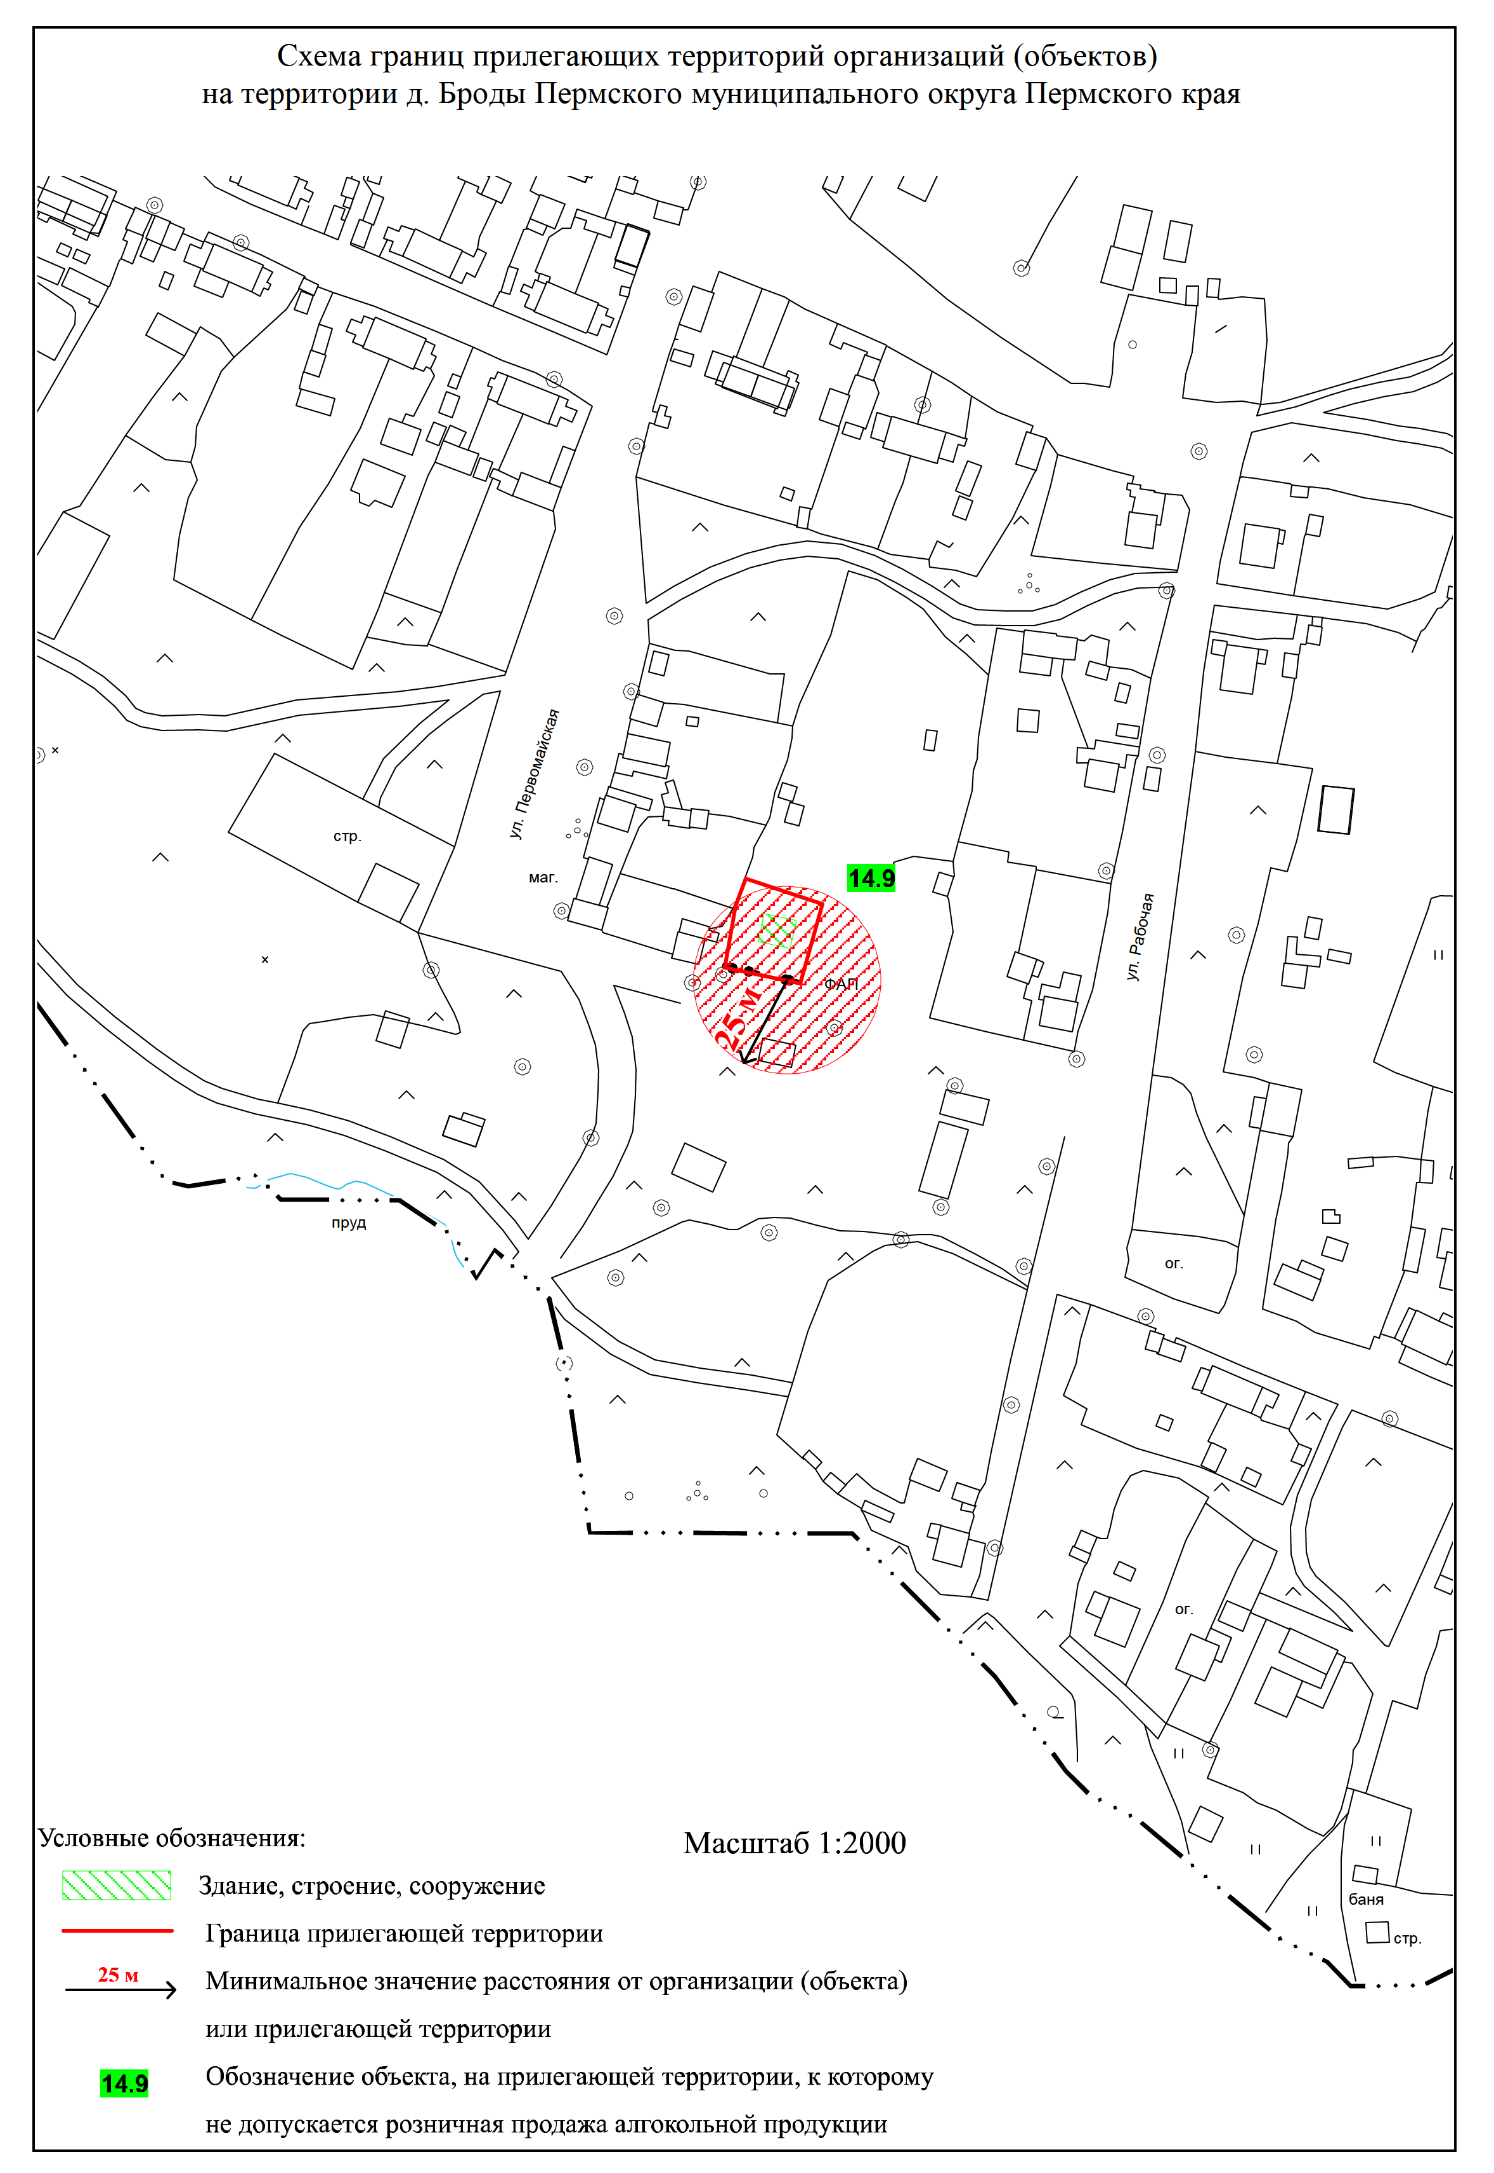 Схема границ прилегающих территорий организаций (объектов)
на территории д. Броды Пермского муниципального округа Пермского края
ул. Первомайская
стр.
маг.
14.9
ул. Рабочая
ФАП
25 м
пруд
ог.
ог.
баня
стр.
Условные обозначения:
Масштаб 1:2000
Здание, строение, сооружение
Граница прилегающей территории
25 м
Минимальное значение расстояния от организации (объекта)
или прилегающей территории
14.9
Обозначение объекта, на прилегающей территории, к которому
не допускается розничная продажа алгокольной продукции